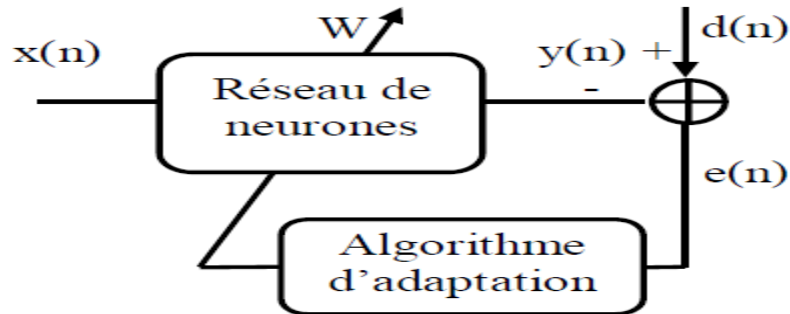 W
d(n)
x(n)
y(n) +
-
Réseau de
neurones
e(n)
Algorithme
d'adaptation